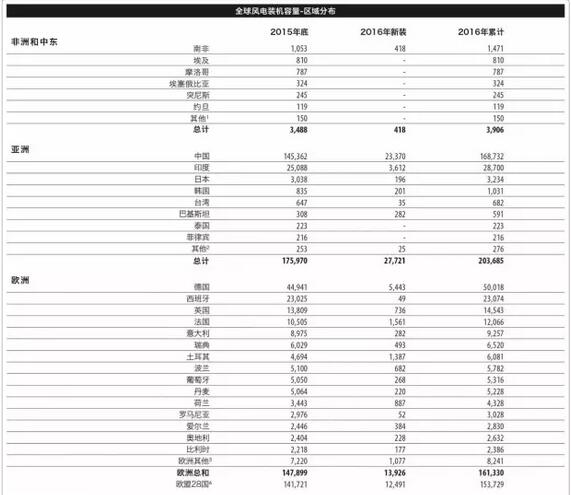 全球风电装机容量-区域分布
2015年底 2016年新装 2016年累计
非洲和中东
南非 1,053 418 1,471
埃及 810 - 810
摩洛哥 787 - 787
埃塞俄比亚 324 - 324
突尼斯 245 - 245
约旦 119 - 119
其他¹ 150 - 150
总计 3,488 418 3,906
亚洲
中国 145,362 23,370 168,732
印度 25,088 3,612 28,700
日本 3,038 196 3,234
韩国 835 201 1,031
台湾 647 35 682
巴基斯坦 308 282 591
泰国 223 - 223
菲律宾 216 - 216
其他² 253 25 276
总计 175,970 27,721 203,685
欧洲
德国 44,941 5,443 50,018
西班牙 23,025 49 23,074
英国 13,809 736 14,543
法国 10,505 1,561 12,066
意大利 8,975 282 9,257
瑞典 6,029 493 6,520
土耳其 4,694 1,387 6,081
波兰 5,100 682 5,782
葡萄牙 5,050 268 5,316
丹麦 5,064 220 5,228
荷兰 3,443 887 4,328
罗马尼亚 2,976 52 3,028
爱尔兰 2,446 384 2,830
奥地利 2,404 228 2,632
比利时 2,218 177 2,386
欧洲其他³ 7,220 1,077 8,241
欧洲总和 147,899 13,926 161,330
欧盟28国⁴ 141,721 12,491 153,729